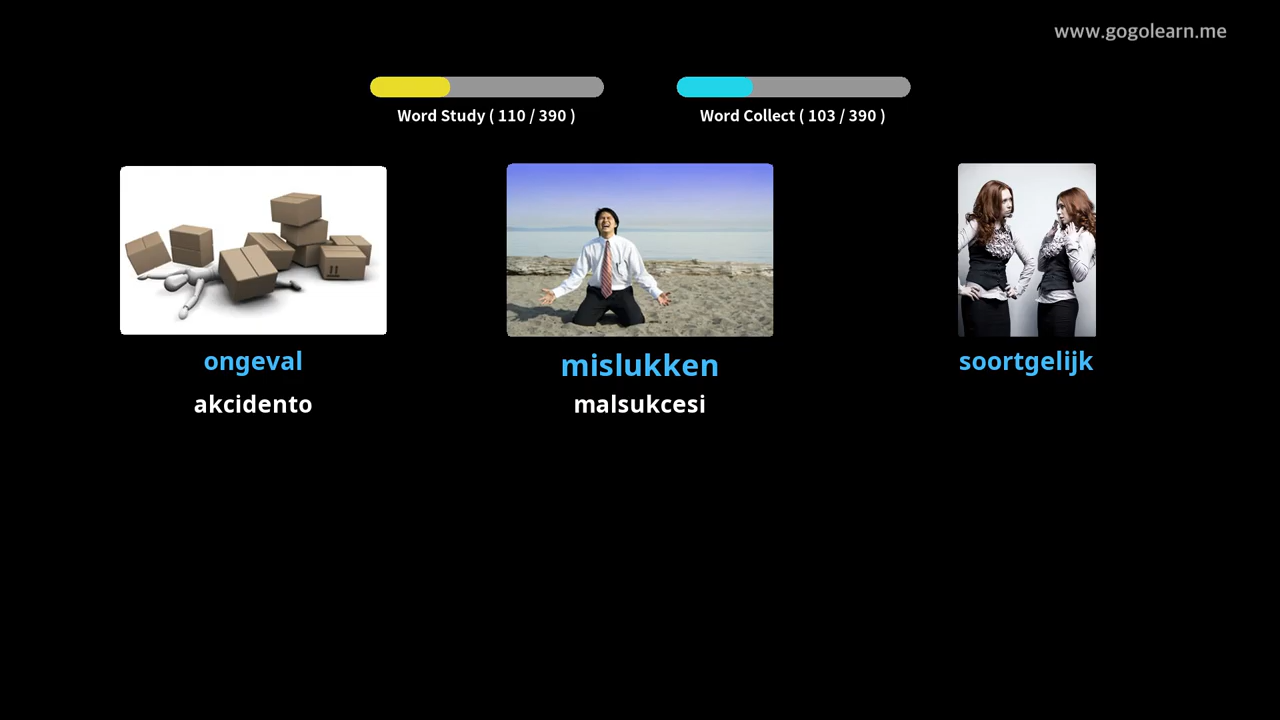 www.gogolearn.me
Word Study ( 110 / 390 )
Word Collect ( 103 / 390 )
ongeval
mislukken
soortgelijk
akcidento
malsukcesi